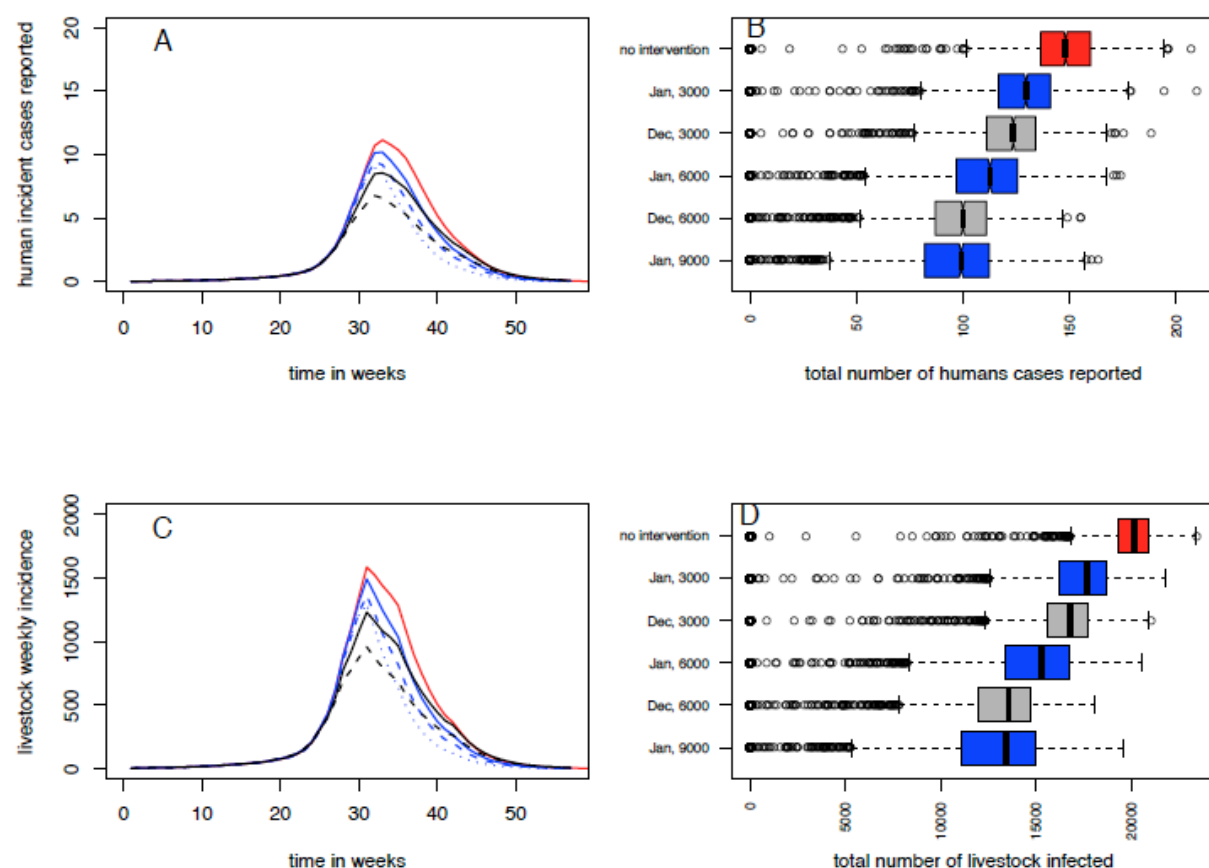 A
human incident cases reported
20
15
10
5
0
0 10 20 30 40 50
time in weeks
B
no intervention
Jan, 3000
Dec, 3000
Jan, 6000
Dec, 6000
Jan, 9000
0 50 100 150 200
total number of humans cases reported
C
livestock weekly incidence
2000
1500
1000
500
0
0 10 20 30 40 50
time in weeks
D
no intervention
Jan, 3000
Dec, 3000
Jan, 6000
Dec, 6000
Jan, 9000
0 5000 10000 15000 20000
total number of livestock infected